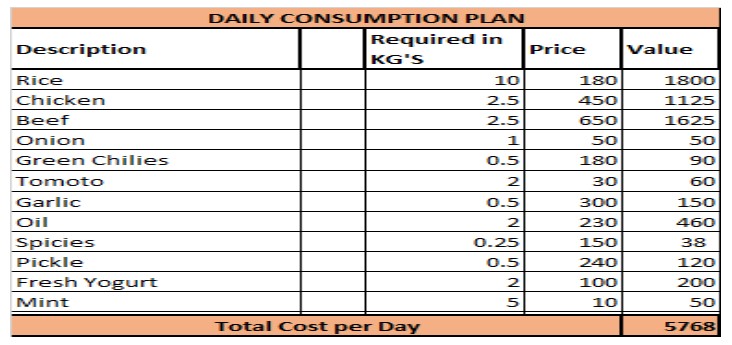 DAILY CONSUMPTION PLAN
Description Required in KG'S Price Value
Rice 10 180 1800
Chicken 2.5 450 1125
Beef 2.5 650 1625
Onion 1 50 50
Green Chilies 0.5 180 90
Tomoto 2 30 60
Garlic 0.5 300 150
Oil 2 230 460
Spicies 0.25 150 38
Pickle 0.5 240 120
Fresh Yogurt 2 100 200
Mint 5 10 50
Total Cost per Day 5768